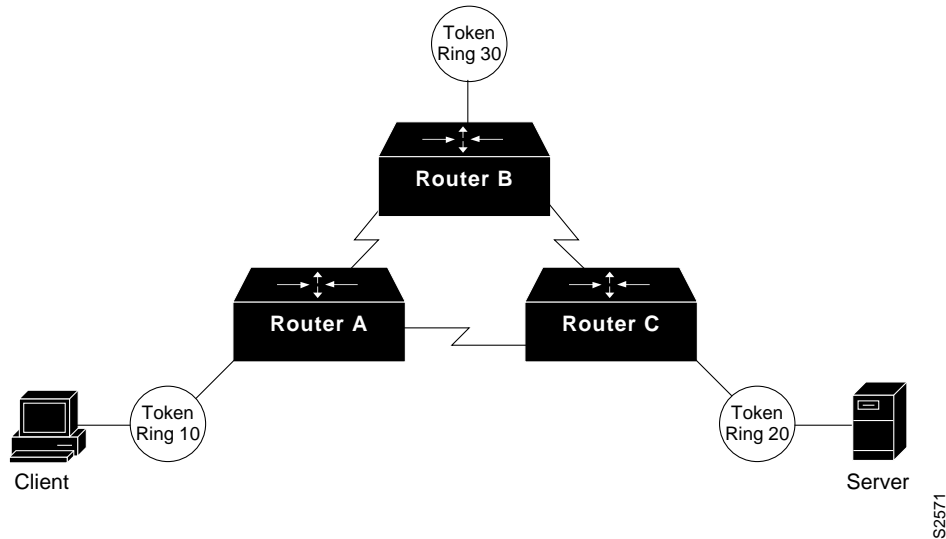 Token
Ring 30
Router B
Router A
Router C
Token
Ring 10
Token
Ring 20
Client
Server
S2571